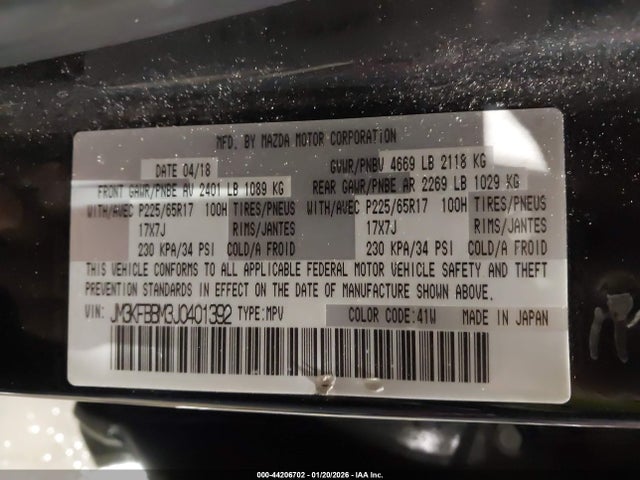 MFD. BY MAZDA MOTOR CORPORATION
DATE 04/18 GVWR/PNBV 4669 LB 2118 KG
FRONT GAWR/PNBE AV 2401 LB 1089 KG REAR GAWR/PNBE AR 2269 LB 1029 KG
WITH/AVEC P225/65R17 100H TIRES/PNEUS WITH/AVEC P225/65R17 100H TIRES/PNEUS
17X7J RIMS/JANTES 17X7J RIMS/JANTES
230 KPA/34 PSI COLD/A FROID 230 KPA/34 PSI COLD/A FROID
THIS VEHICLE CONFORMS TO ALL APPLICABLE FEDERAL MOTOR VEHICLE SAFETY AND THEFT
PREVENTION STANDARDS IN EFFECT ON THE DATE OF MANUFACTURE SHOWN ABOVE.
VIN: JM3KFBBM3J0401392 TYPE:MPV COLOR CODE:41W MADE IN JAPAN
000-44206702 - 01/20/2026 - IAA Inc.